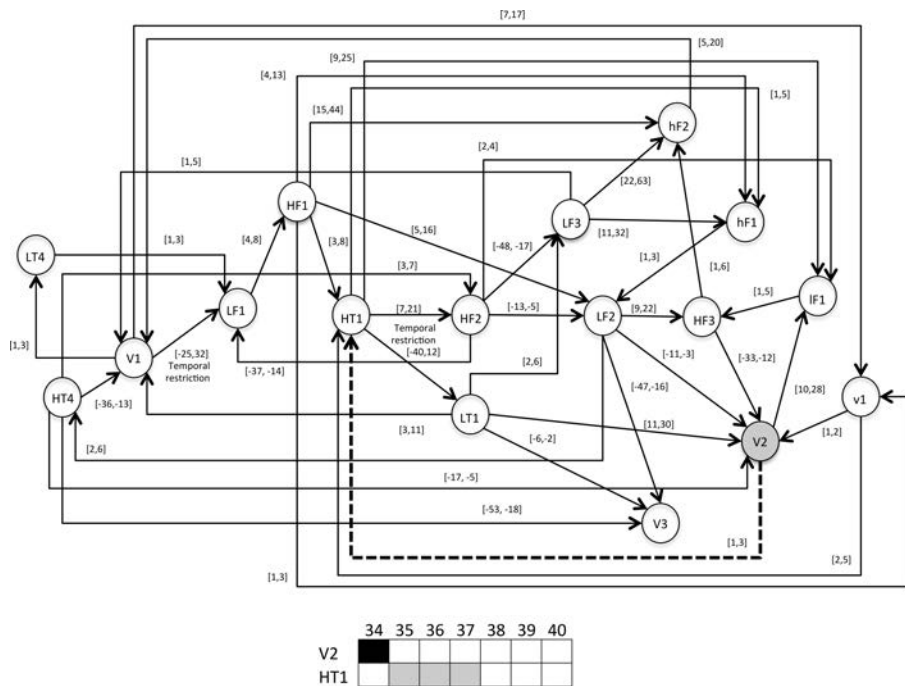 [7,17]
[5,20]
[9,25]
[4,13]
[1,5]
[15,44]
hF2
[2,4]
[1,5]
[22,63]
HF1
hF1
LF3
[4,8]
[5,16]
[11,32]
[3,8]
[-48, -17]
[1,3]
[1,3]
LT4
[3,7]
[1,6]
LF1
HT1
[7,21]
HF2
[-13,-5]
LF2
[9,22]
HF3
[1,5]
lF1
Temporal
restriction
[-40,12]
[1,3]
V1
[-25,32]
Temporal
restriction
[-37, -14]
[-33,-12]
[2,6]
[-11,-3]
HT4
[-36,-13]
[-47,-16]
[10,28]
v1
LT1
[3,11]
[-6,-2]
[11,30]
V2
[1,2]
[2,6]
[-17, -5]
[-53, -18]
V3
[1,3]
[1,3]
[2,5]
34 35 36 37 38 39 40
V2
HT1